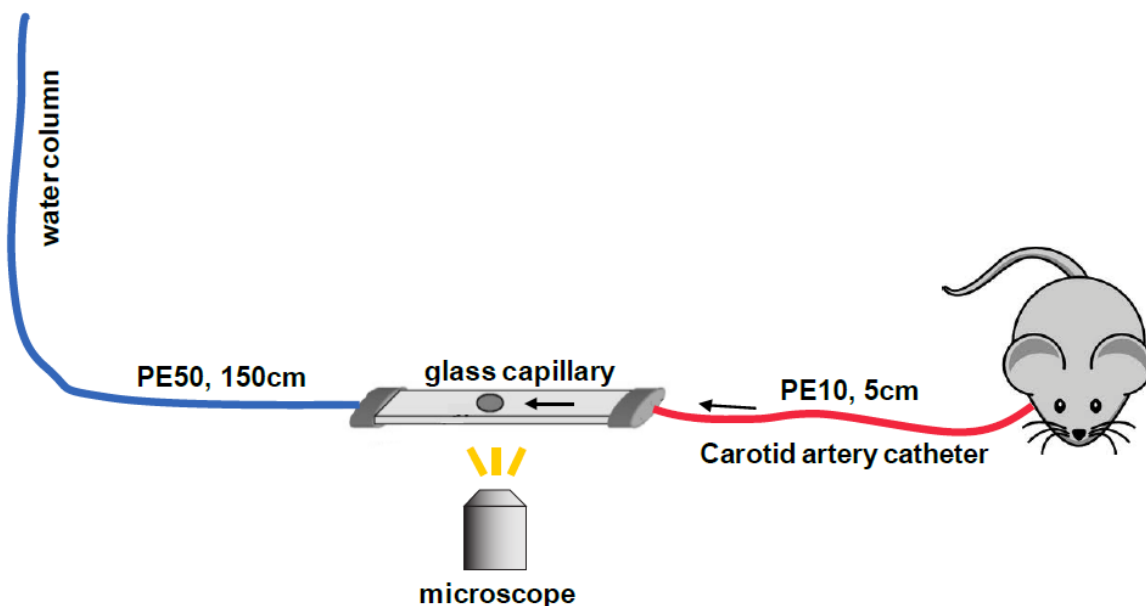 water column
PE50, 150cm
glass capillary
PE10, 5cm
Carotid artery catheter
microscope